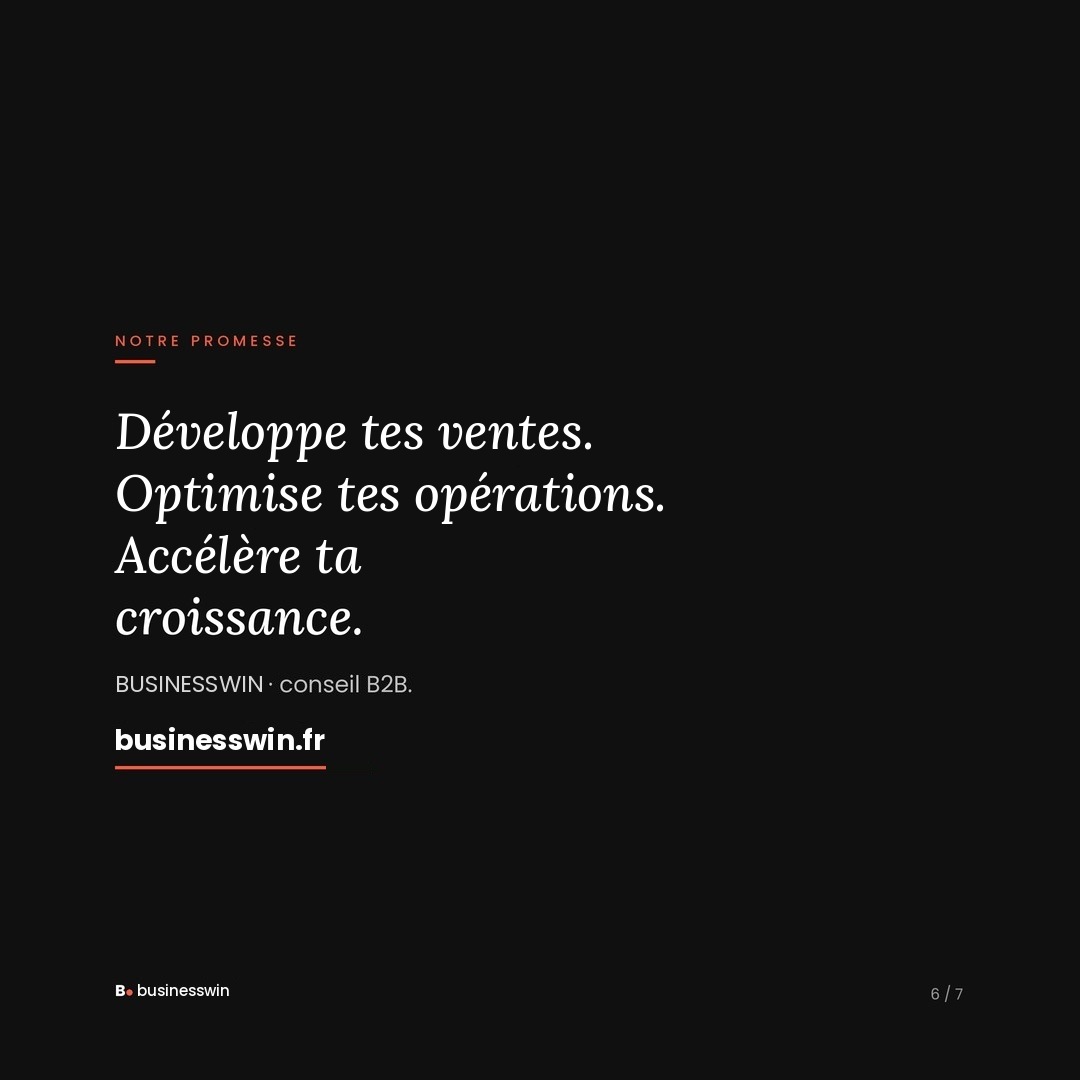 NOTRE PROMESSE
Développe tes ventes.
Optimise tes opérations.
Accélère ta
croissance.
BUSINESSWIN · conseil B2B.
businesswin.fr
B● businesswin
6 / 7